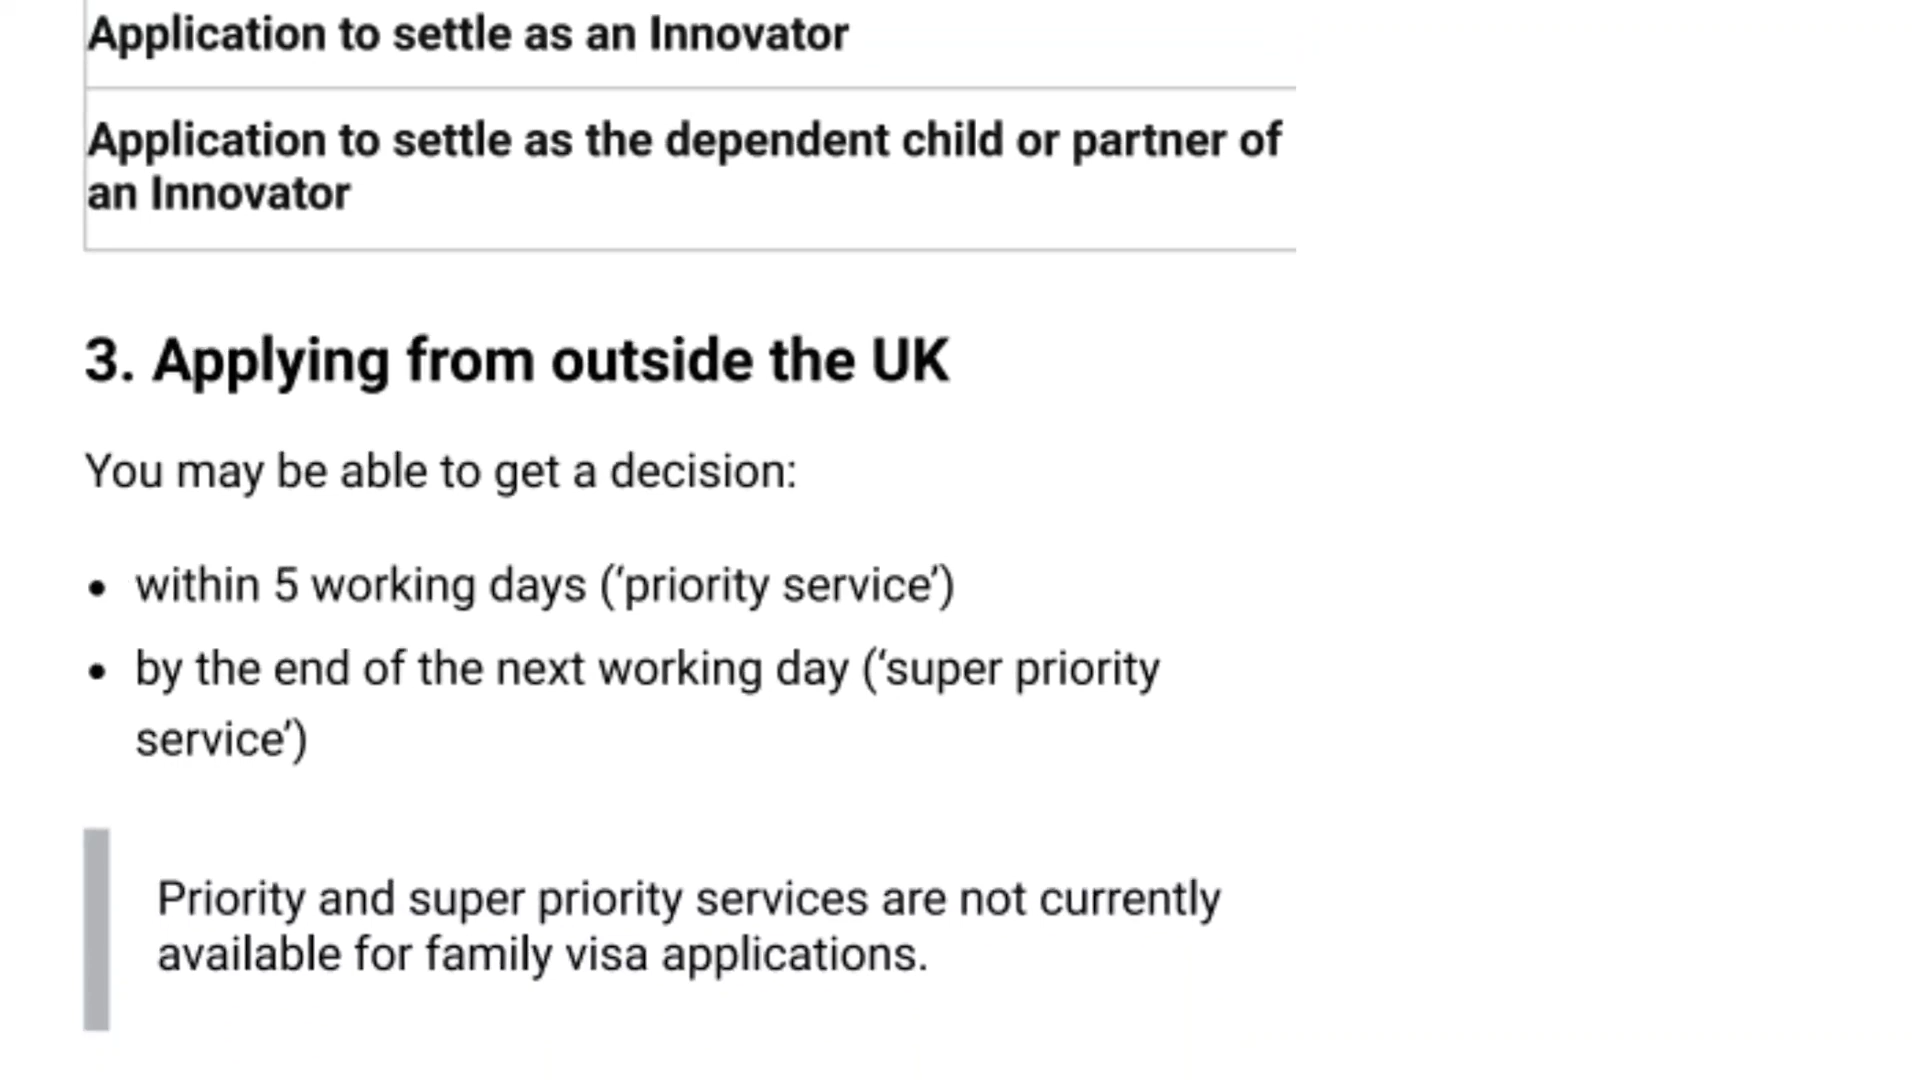 Application to settle as an Innovator
Application to settle as the dependent child or partner of
an Innovator
3. Applying from outside the UK
You may be able to get a decision:
• within 5 working days (‘priority service’)
• by the end of the next working day (‘super priority
service’)
Priority and super priority services are not currently
available for family visa applications.